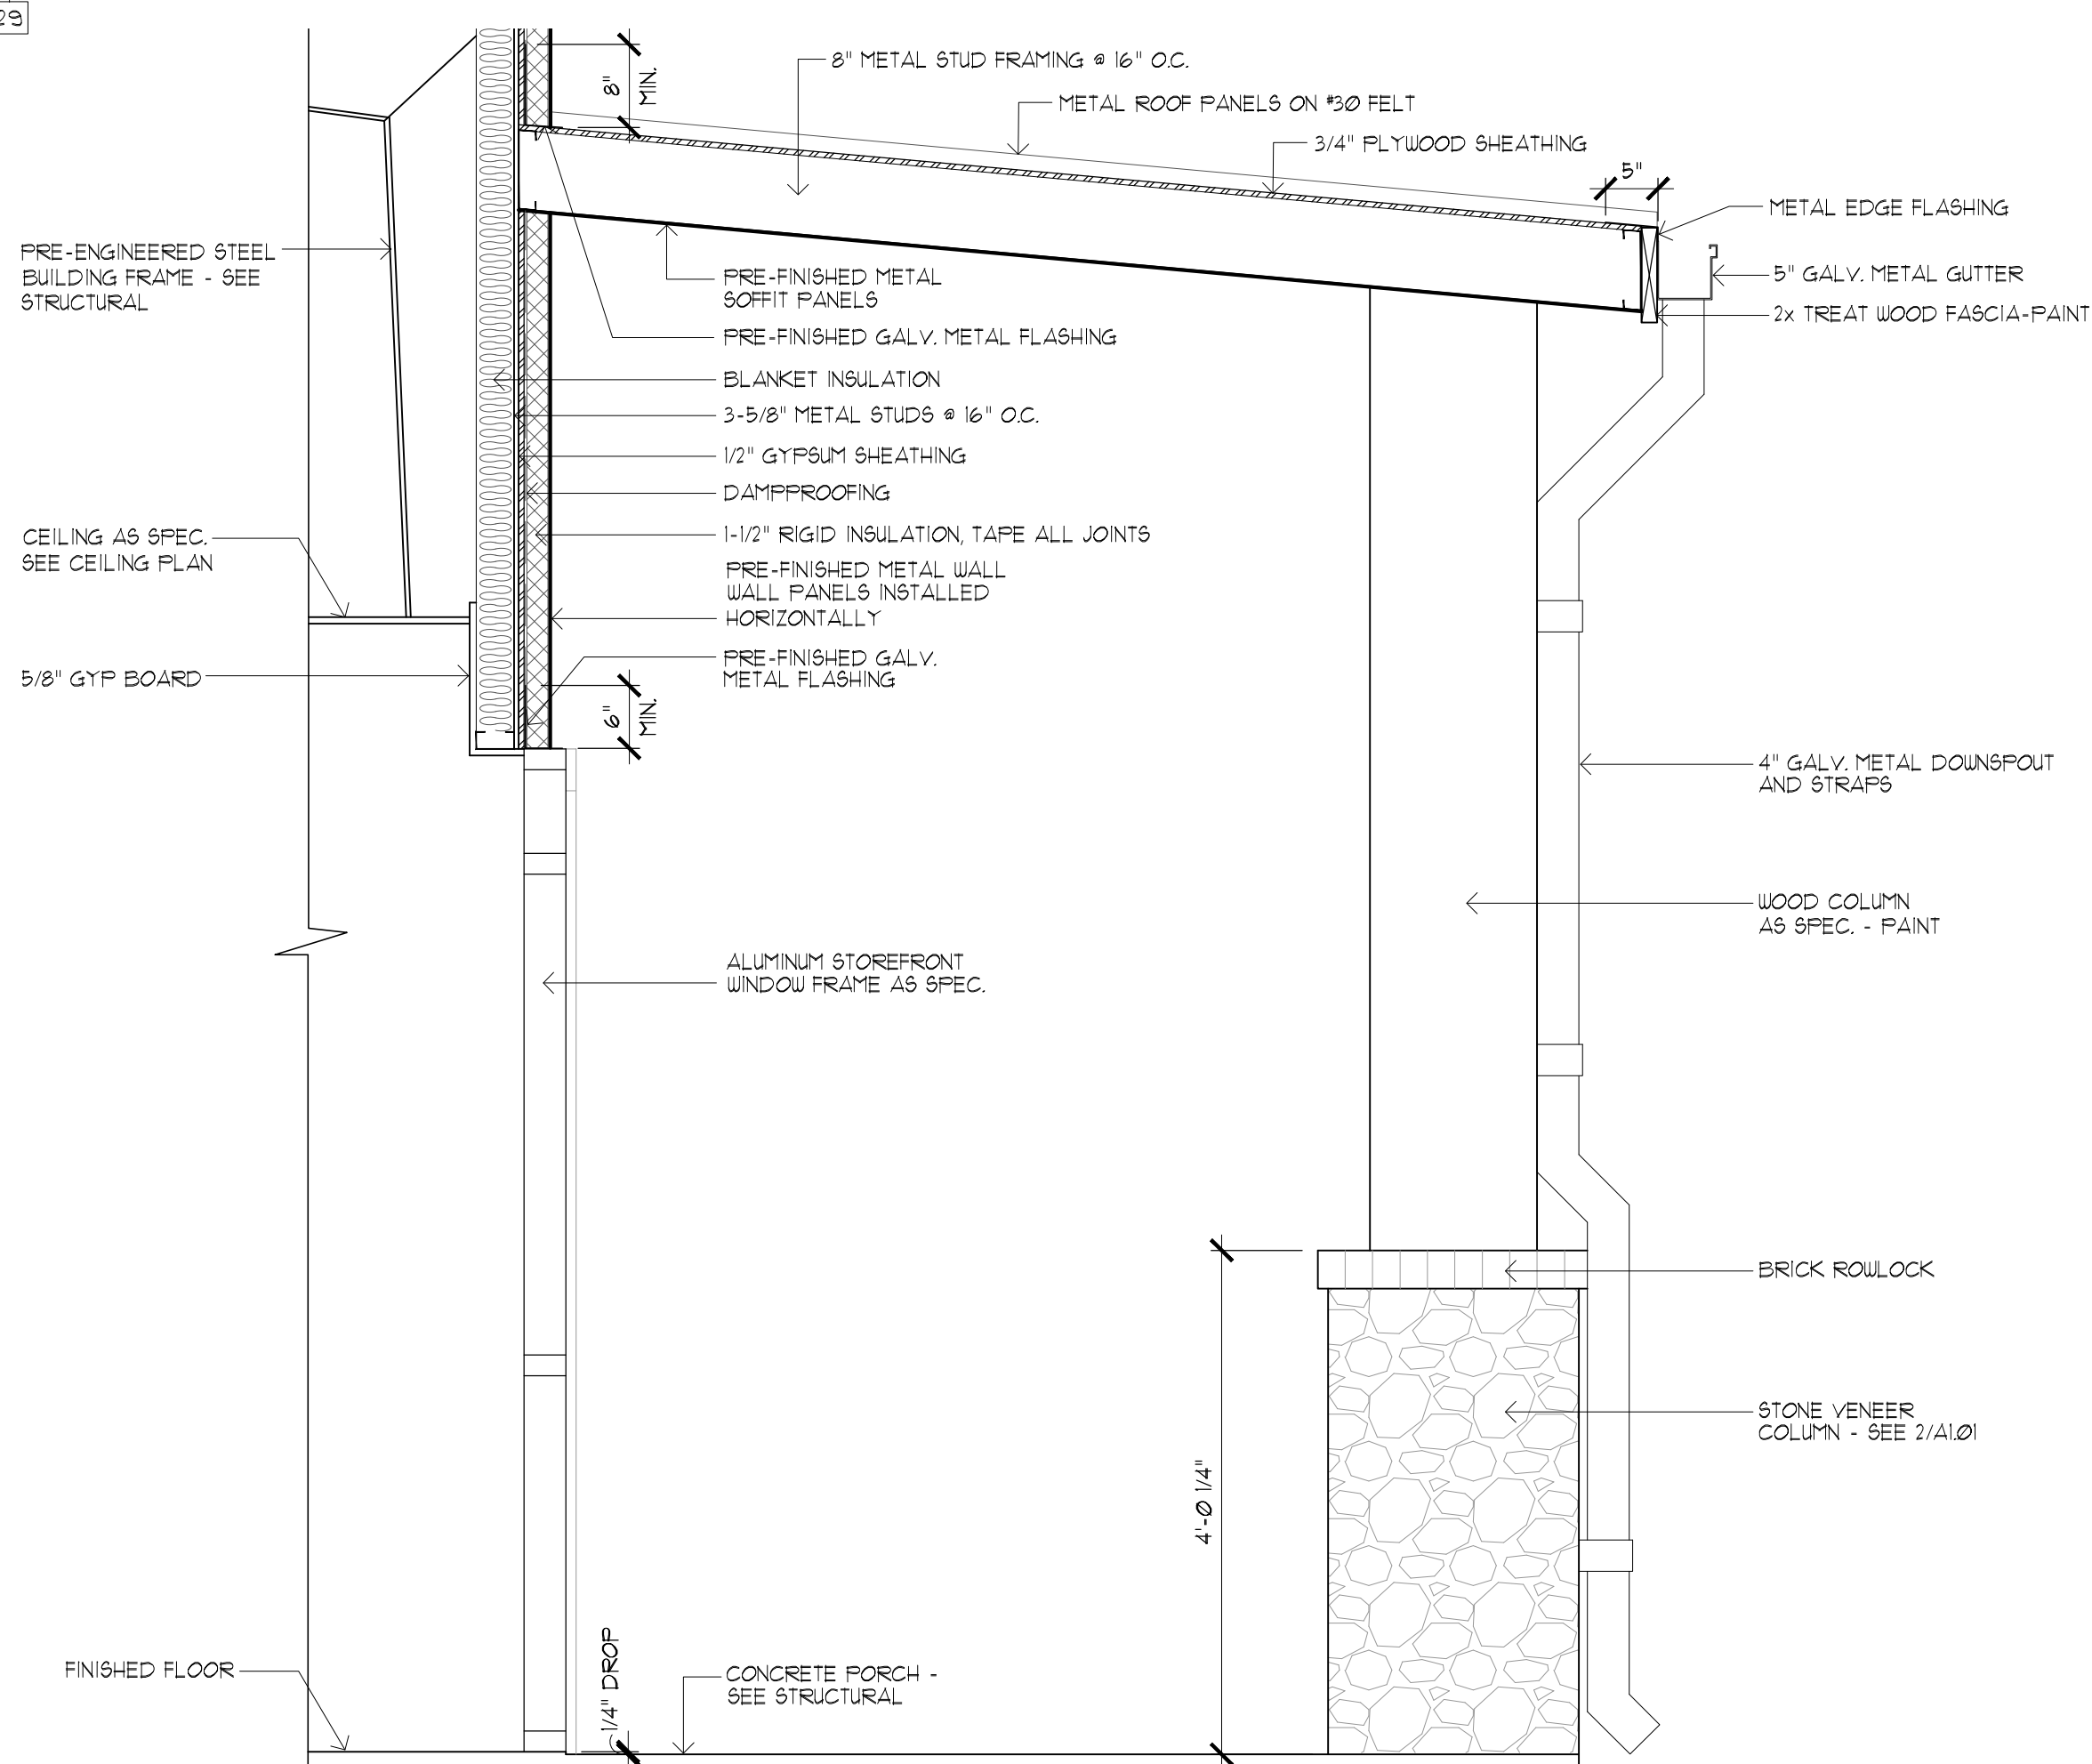 29
8" MIN.
8" METAL STUD FRAMING @ 16" O.C.
METAL ROOF PANELS ON #30 FELT
3/4" PLYWOOD SHEATHING
5"
METAL EDGE FLASHING
5" GALV. METAL GUTTER
2x TREAT WOOD FASCIA-PAINT
PRE-ENGINEERED STEEL
BUILDING FRAME - SEE
STRUCTURAL
PRE-FINISHED METAL
SOFFIT PANELS
PRE-FINISHED GALV. METAL FLASHING
BLANKET INSULATION
3-5/8" METAL STUDS @ 16" O.C.
1/2" GYPSUM SHEATHING
DAMPPROOFING
1-1/2" RIGID INSULATION, TAPE ALL JOINTS
PRE-FINISHED METAL WALL
WALL PANELS INSTALLED
HORIZONTALLY
PRE-FINISHED GALV.
METAL FLASHING
CEILING AS SPEC.
SEE CEILING PLAN
5/8" GYP BOARD
6"
MIN.
4" GALV. METAL DOWNSPOUT
AND STRAPS
WOOD COLUMN
AS SPEC. - PAINT
ALUMINUM STOREFRONT
WINDOW FRAME AS SPEC.
BRICK ROWLOCK
STONE VENEER
COLUMN - SEE 2/A1.01
4'-0 1/4"
FINISHED FLOOR
1/4" DROP
CONCRETE PORCH -
SEE STRUCTURAL